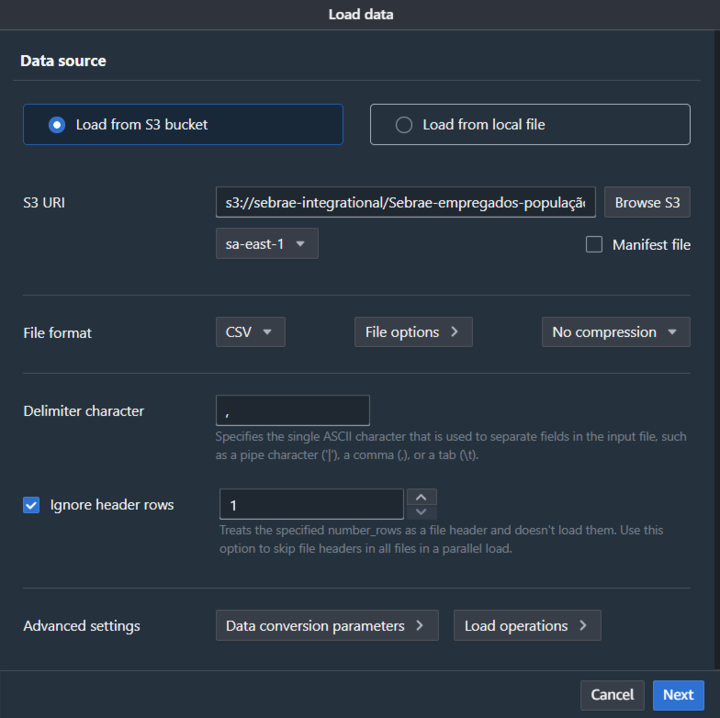 Load data
Data source
Load from S3 bucket
Load from local file
S3 URI
s3://sebrae-integrational/Sebrae-empregados-população
Browse S3
sa-east-1
Manifest file
File format
CSV
File options
No compression
Delimiter character
,
Specifies the single ASCII character that is used to separate fields in the input file, such
as a pipe character ('|'), a comma (,), or a tab (\t).
Ignore header rows
1
Treats the specified number_rows as a file header and doesn't load them. Use this
option to skip file headers in all files in a parallel load.
Advanced settings
Data conversion parameters
Load operations
Cancel
Next